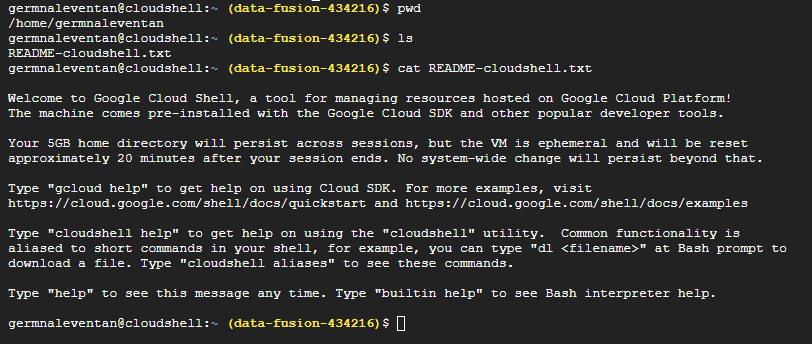 germnaleventan@cloudshell:~ (data-fusion-434216)$ pwd
/home/germnaleventan
germnaleventan@cloudshell:~ (data-fusion-434216)$ ls
README-cloudshell.txt
germnaleventan@cloudshell:~ (data-fusion-434216)$ cat README-cloudshell.txt
Welcome to Google Cloud Shell, a tool for managing resources hosted on Google Cloud Platform!
The machine comes pre-installed with the Google Cloud SDK and other popular developer tools.
Your 5GB home directory will persist across sessions, but the VM is ephemeral and will be reset
approximately 20 minutes after your session ends. No system-wide change will persist beyond that.
Type "gcloud help" to get help on using Cloud SDK. For more examples, visit
https://cloud.google.com/shell/docs/quickstart and https://cloud.google.com/shell/docs/examples
Type "cloudshell help" to get help on using the "cloudshell" utility.  Common functionality is
aliased to short commands in your shell, for example, you can type "dl <filename>" at Bash prompt to
download a file. Type "cloudshell aliases" to see these commands.
Type "help" to see this message any time. Type "builtin help" to see Bash interpreter help.
germnaleventan@cloudshell:~ (data-fusion-434216)$